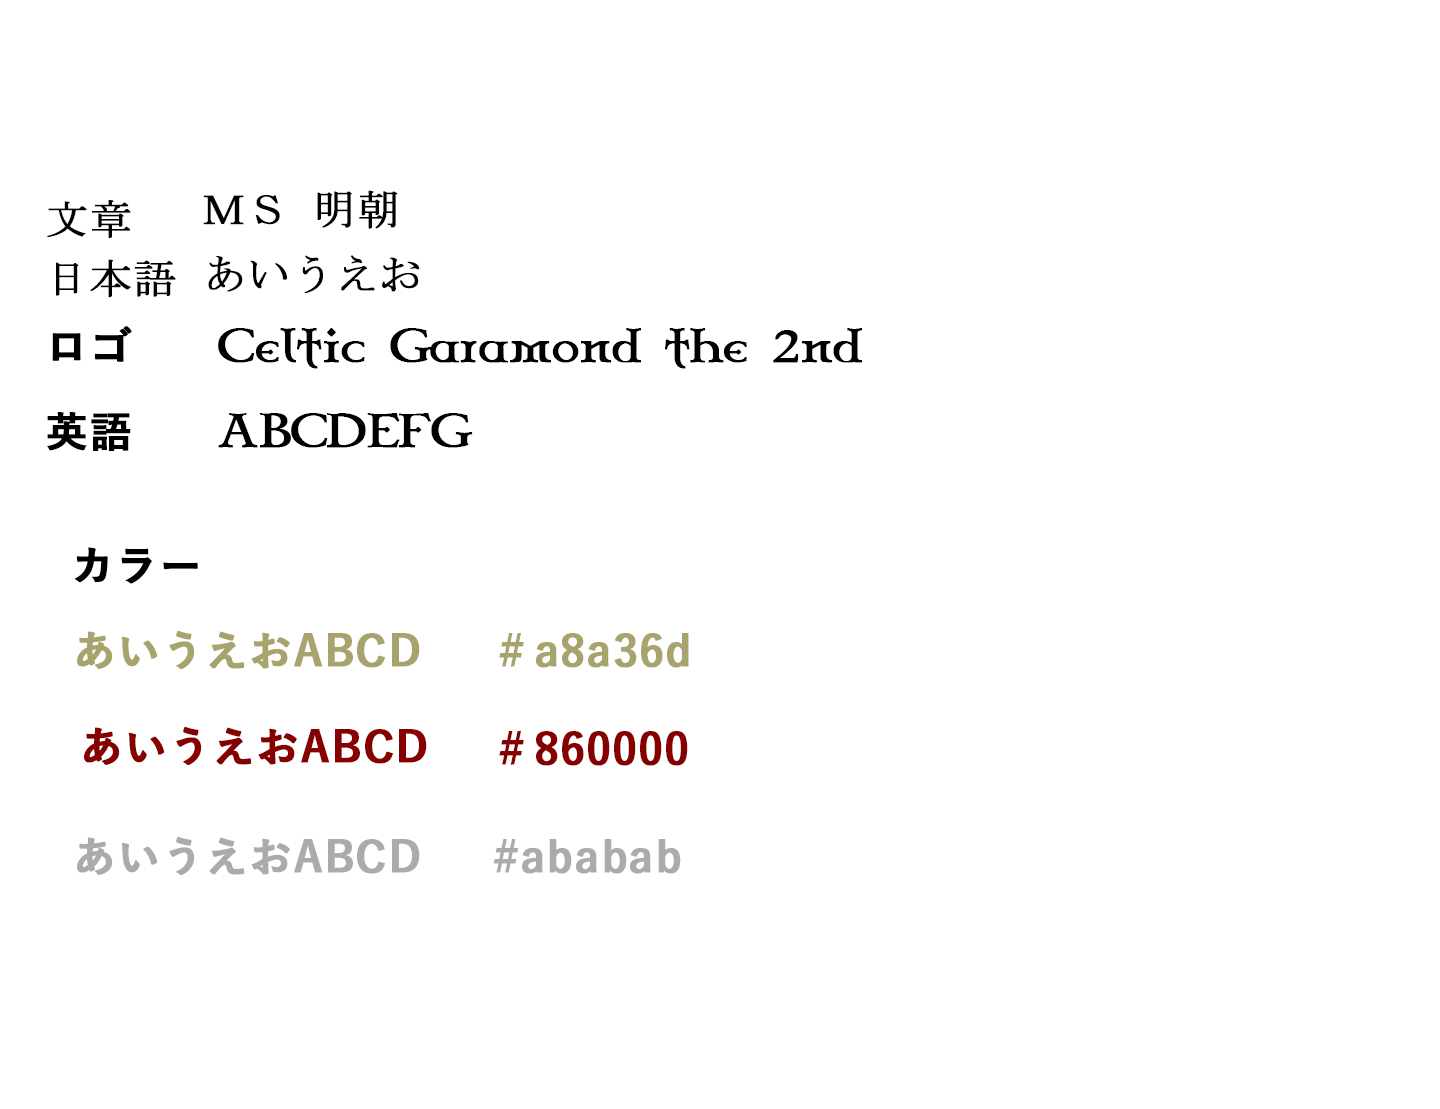 文章 ＭＳ 明朝
日本語 あいうえお
ロゴ Celtic Garamond the 2nd
英語 ABCDEFG
カラー
あいうえおABCD ＃a8a36d
あいうえおABCD ＃860000
あいうえおABCD #ababab